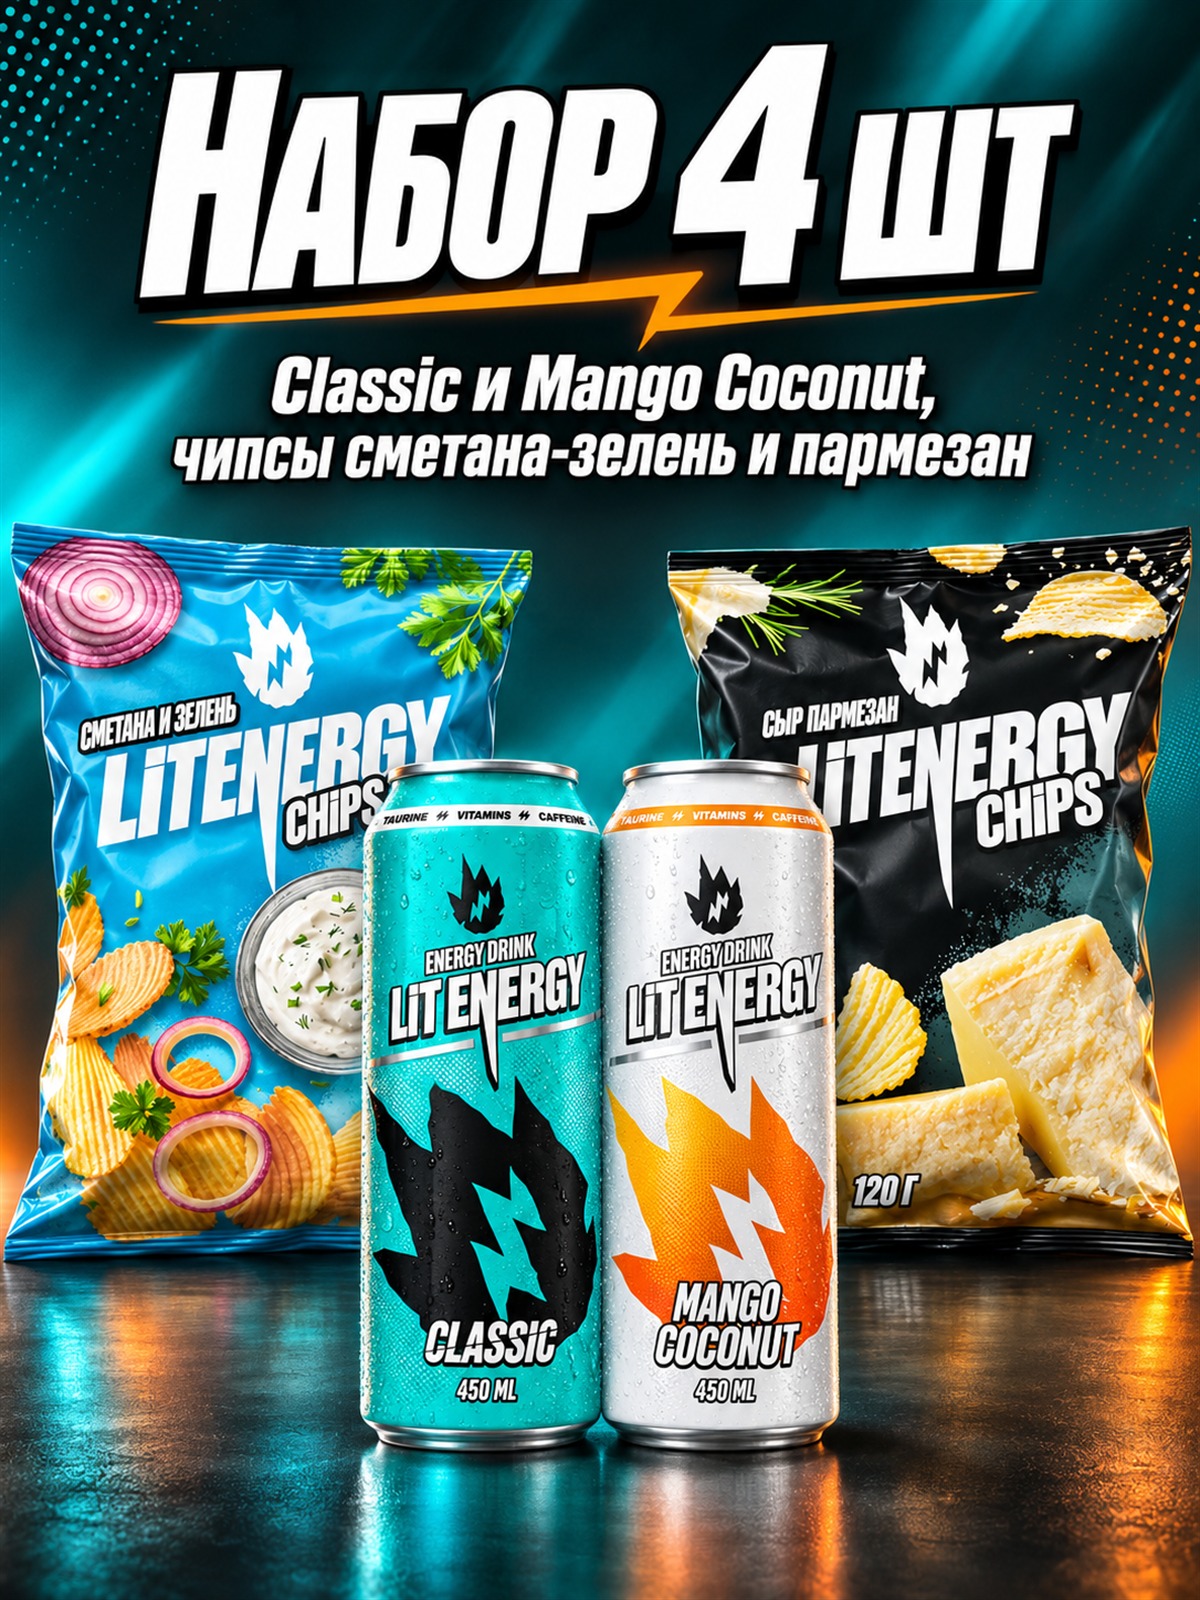 НАБОР 4 ШТ
Classic и Mango Coconut,
чипсы сметана-зелень и пармезан
СМЕТАНА И ЗЕЛЕНЬ
LITENERGY
CHIPS
СЫР ПАРМЕЗАН
LITENERGY
CHIPS
120 Г
TAURINE VITAMINS CAFFEINE
ENERGY DRINK
LIT ENERGY
CLASSIC
450 ML
TAURINE VITAMINS CAFFEINE
ENERGY DRINK
LIT ENERGY
MANGO
COCONUT
450 ML